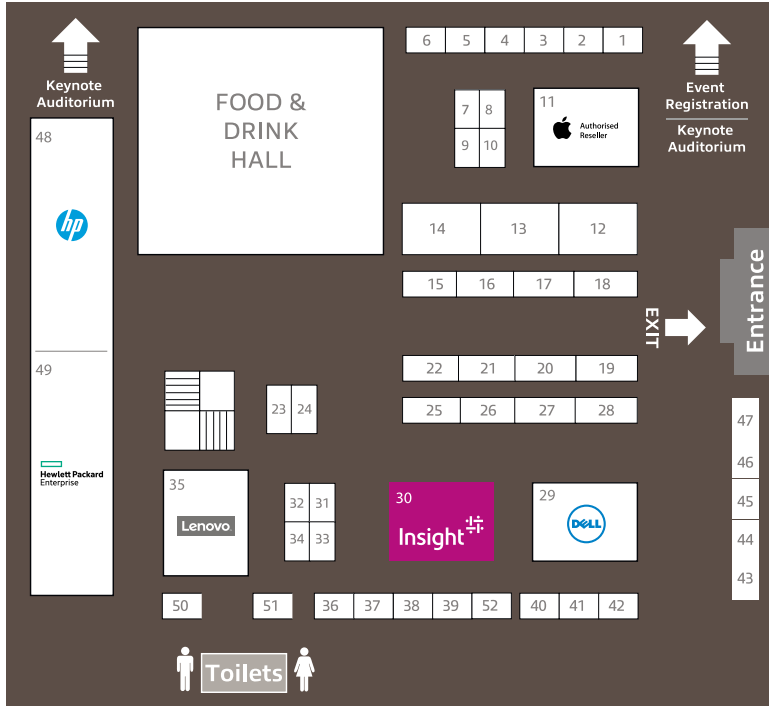 Keynote
Auditorium
FOOD &
DRINK
HALL
6 5 4 3 2 1
Event
Registration
Keynote
Auditorium
7 8
9 10
11
Authorised
Reseller
48
hp
14 13 12
15 16 17 18
EXIT
Entrance
49
Hewlett Packard
Enterprise
22 21 20 19
23 24
25 26 27 28
47
46
45
44
43
35
Lenovo
32 31
34 33
30
Insight
29
DELL
50 51 36 37 38 39 52 40 41 42
Toilets